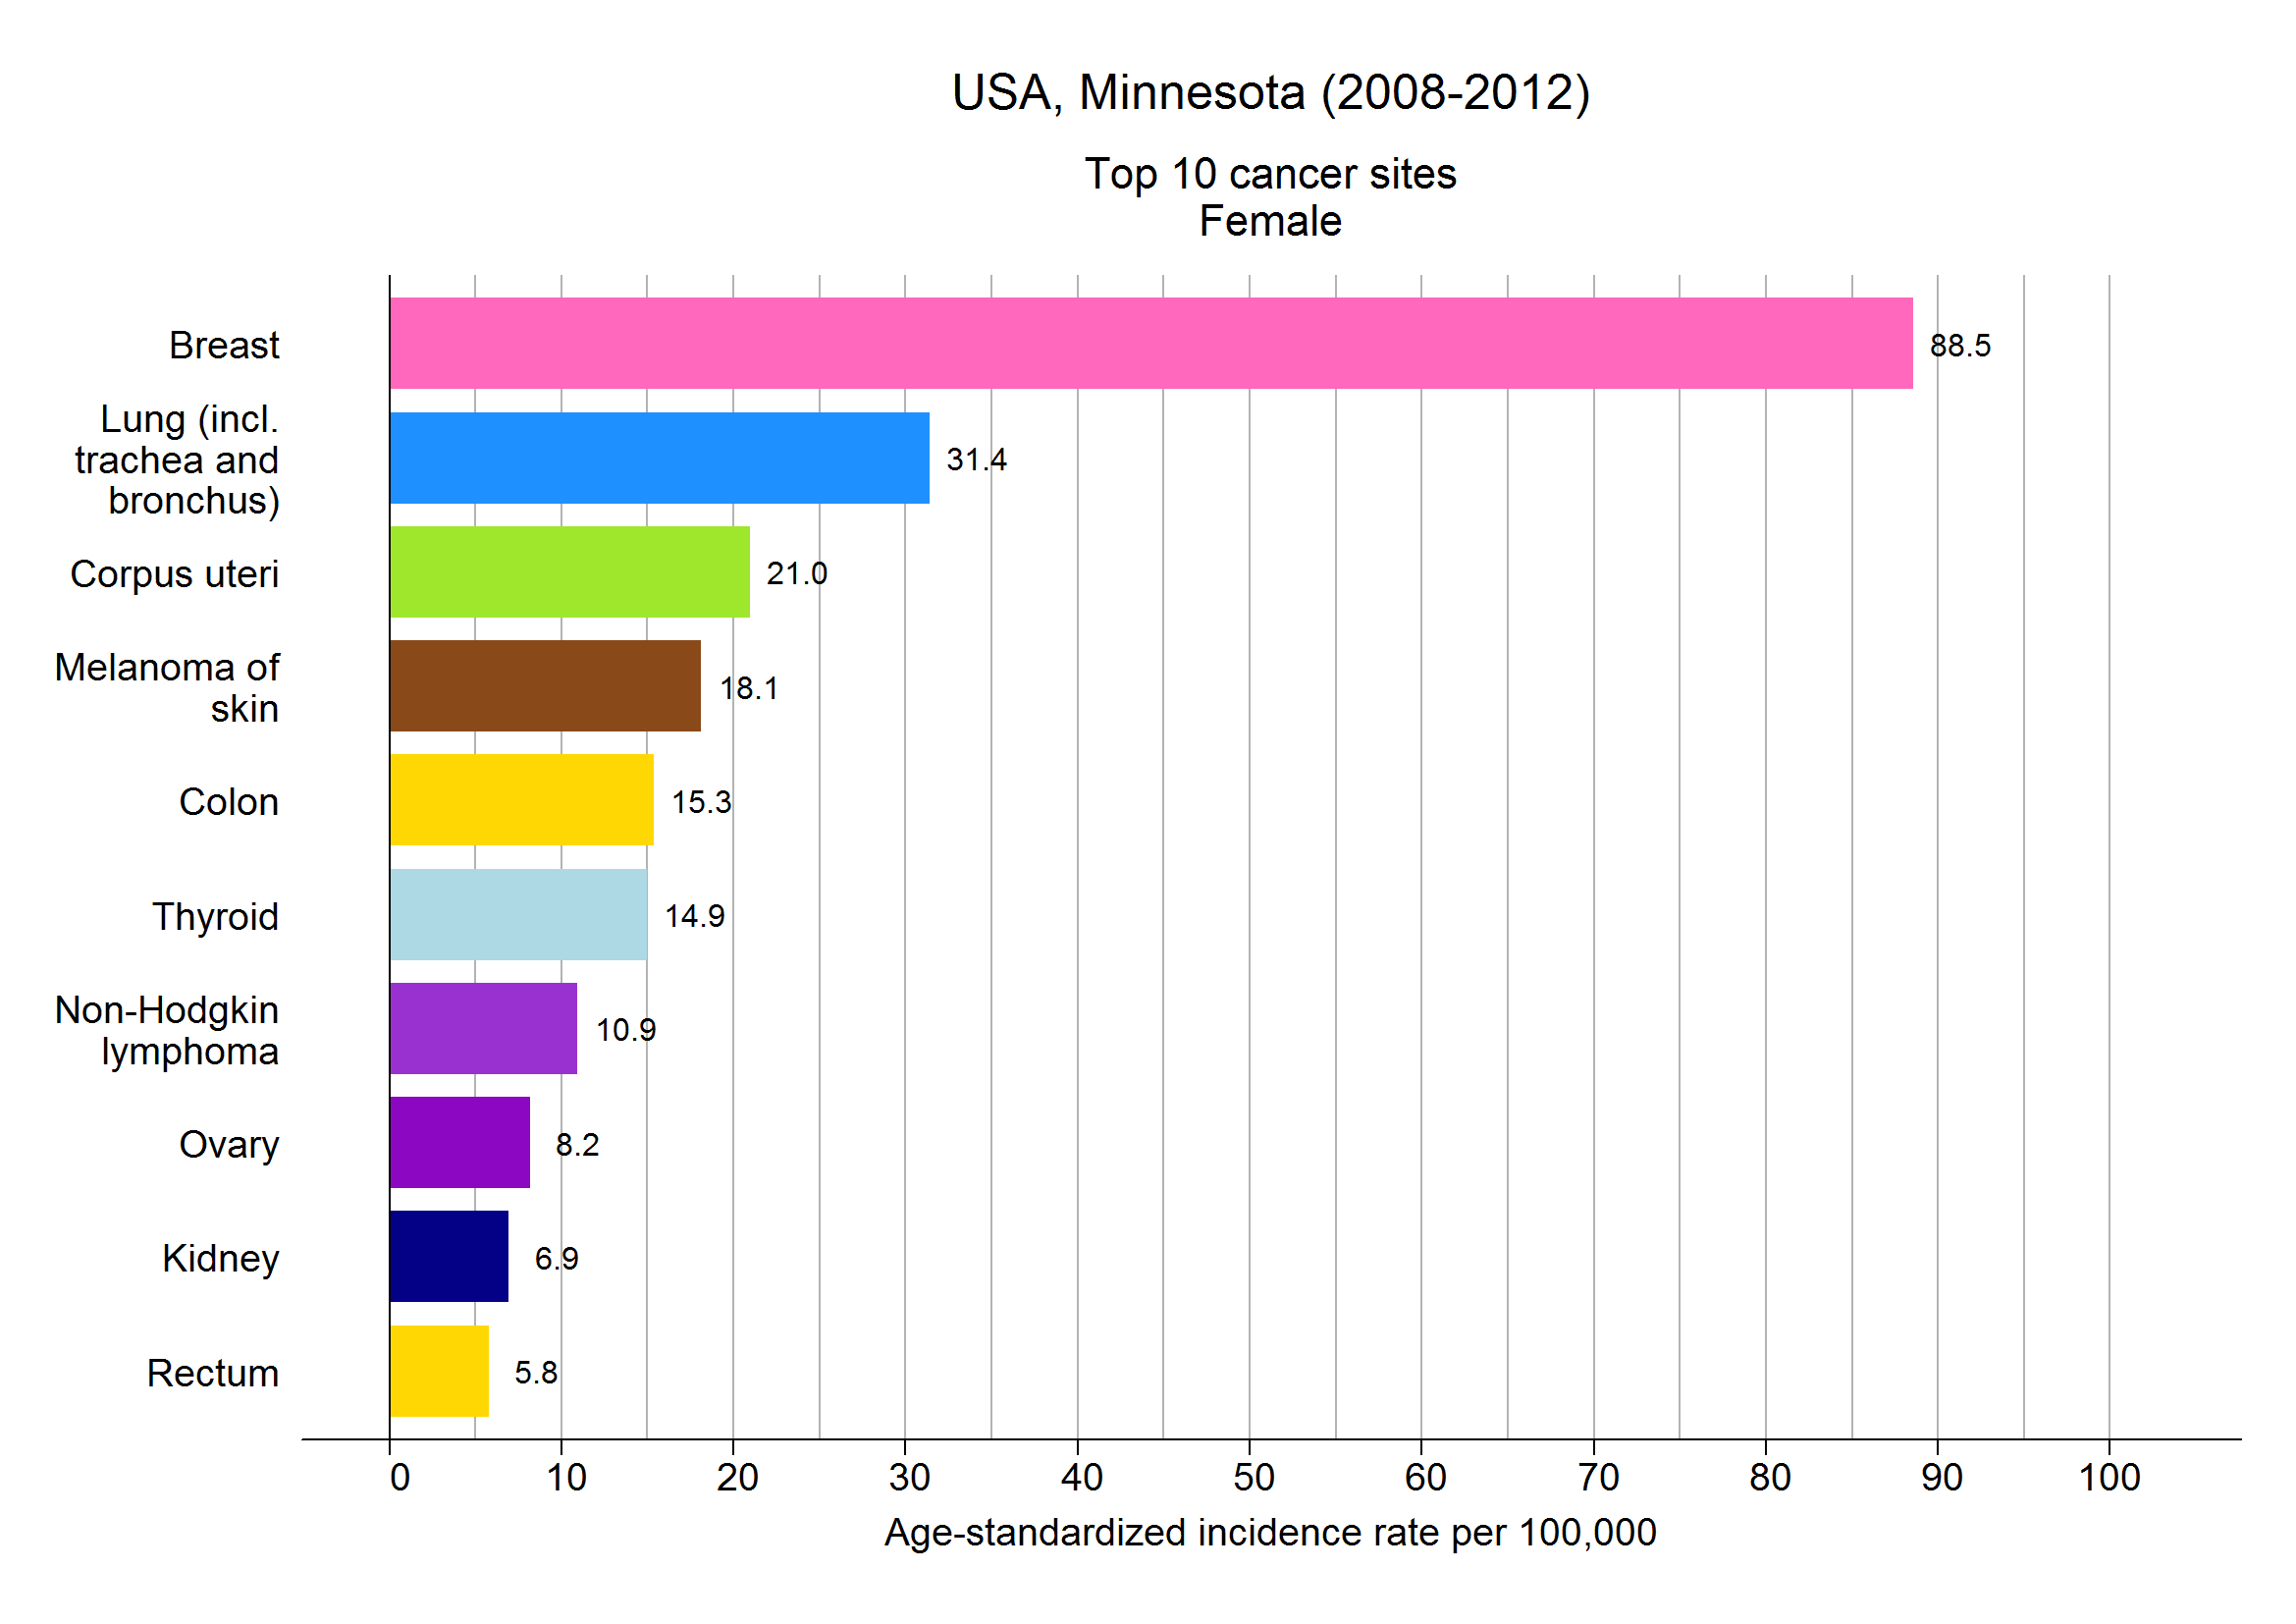 USA, Minnesota (2008-2012)
Top 10 cancer sites
Female
Breast
88.5
Lung (incl.
trachea and
bronchus)
31.4
Corpus uteri
21.0
Melanoma of
skin
18.1
Colon
15.3
Thyroid
14.9
Non-Hodgkin
lymphoma
10.9
Ovary
8.2
Kidney
6.9
Rectum
5.8
0 10 20 30 40 50 60 70 80 90 100
Age-standardized incidence rate per 100,000